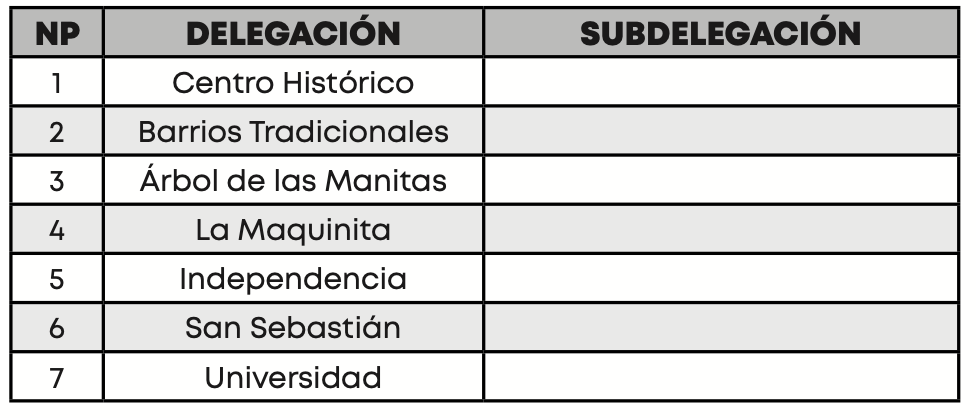 NP DELEGACIÓN SUBDELEGACIÓN
1 Centro Histórico
2 Barrios Tradicionales
3 Árbol de las Manitas
4 La Maquinita
5 Independencia
6 San Sebastián
7 Universidad